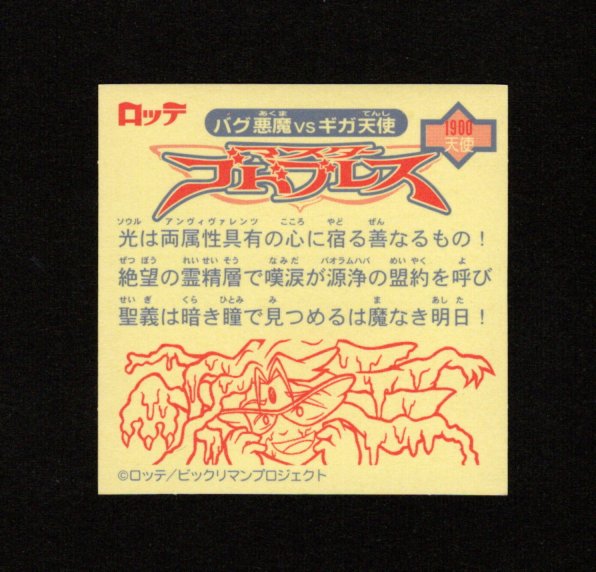 ロッテ
バグ悪魔vsギガ天使
あくま
てんし
1900
天使
ゴドブレス
ソウル アンヴィヴァレンツ こころ やど ぜん
光は両属性具有の心に宿る善なるもの！
ぜつぼう れいせいそう なみだ パオラムハバ めいやく よ
絶望の霊精層で嘆涙が源浄の盟約を呼び
せいぎ くら ひとみ み ま あした
聖義は暗き瞳で見つめるは魔なき明日！
©ロッテ／ビックリマンプロジェクト